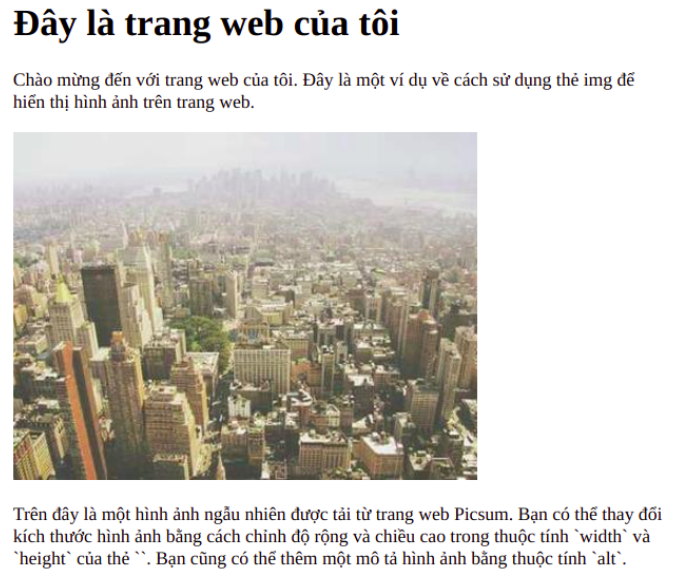 Đây là trang web của tôi
Chào mừng đến với trang web của tôi. Đây là một ví dụ về cách sử dụng thẻ img để
hiển thị hình ảnh trên trang web.
Trên đây là một hình ảnh ngẫu nhiên được tải từ trang web Picsum. Bạn có thể thay đổi
kích thước hình ảnh bằng cách chỉnh độ rộng và chiều cao trong thuộc tính `width` và
`height` của thẻ ``. Bạn cũng có thể thêm một mô tả hình ảnh bằng thuộc tính `alt`.